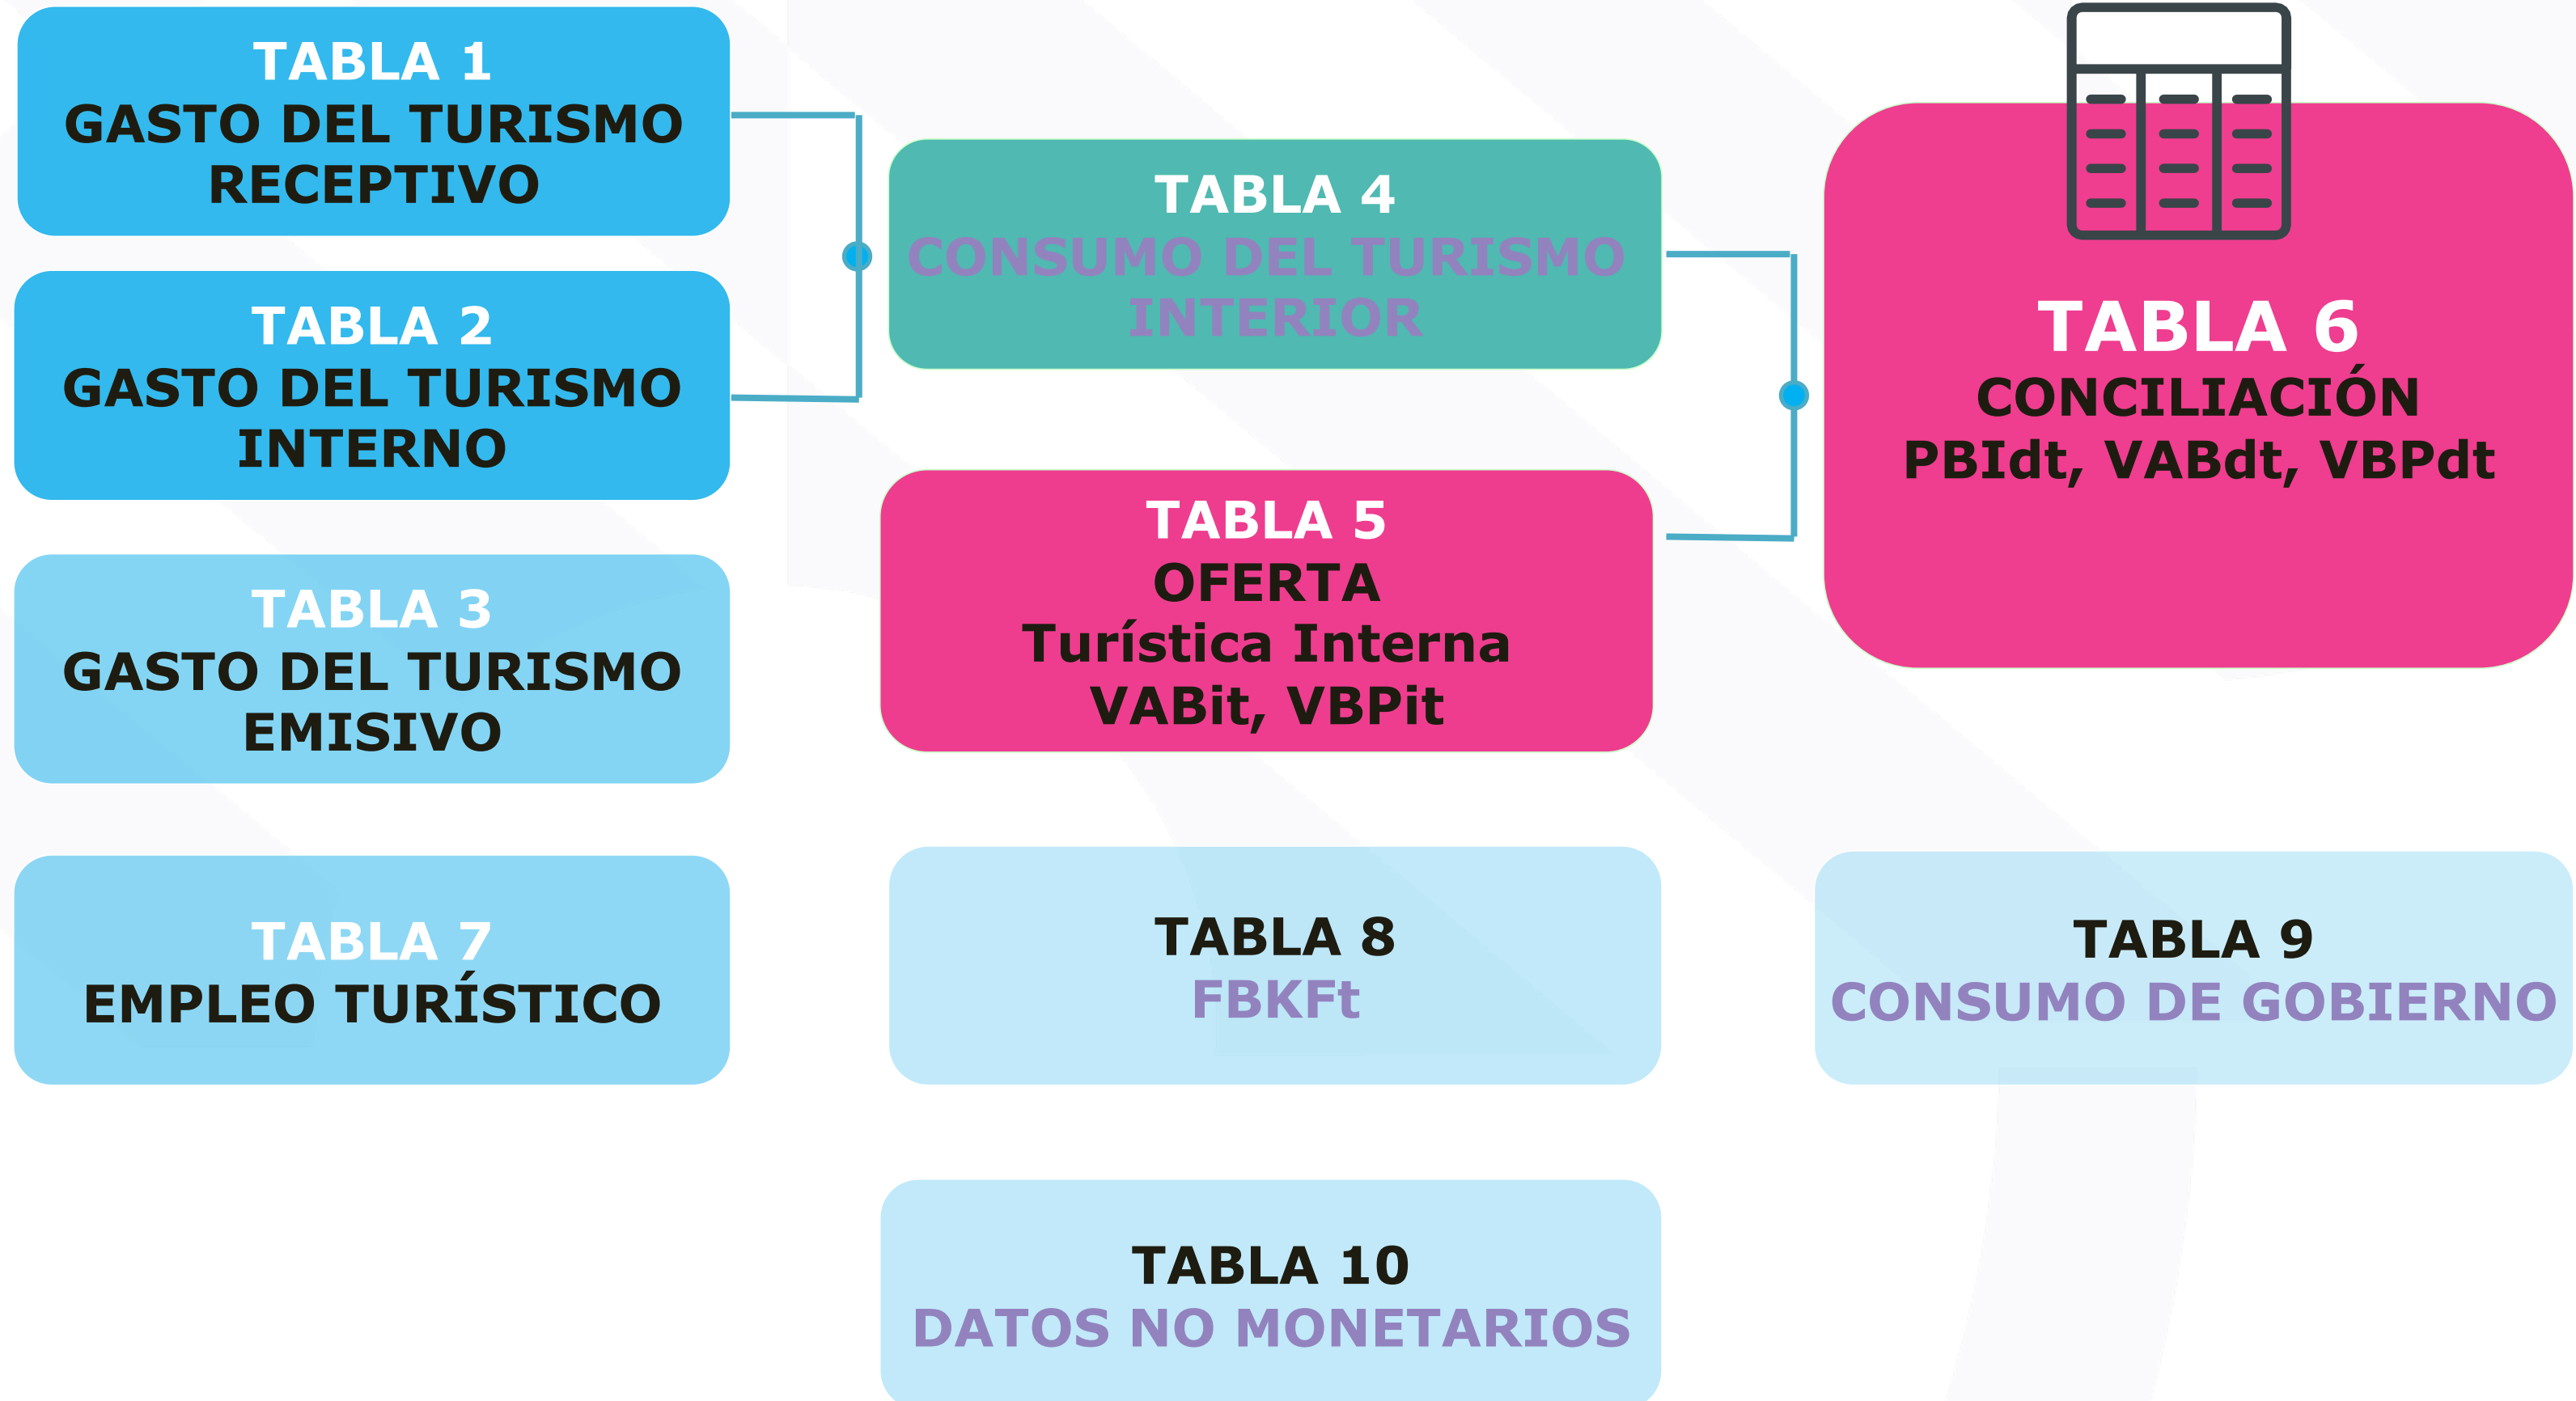 TABLA 1
GASTO DEL TURISMO
RECEPTIVO
TABLA 2
GASTO DEL TURISMO
INTERNO
TABLA 3
GASTO DEL TURISMO
EMISIVO
TABLA 4
CONSUMO DEL TURISMO
INTERIOR
TABLA 5
OFERTA
Turística Interna
VABit, VBPit
TABLA 6
CONCILIACIÓN
PBIdt, VABdt, VBPdt
TABLA 7
EMPLEO TURÍSTICO
TABLA 8
FBKFt
TABLA 9
CONSUMO DE GOBIERNO
TABLA 10
DATOS NO MONETARIOS